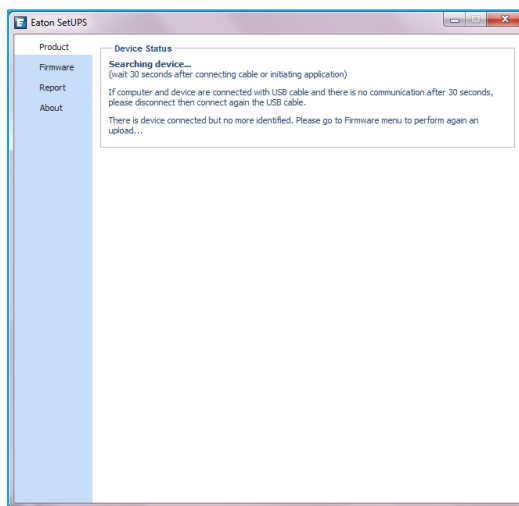 Eaton SetUPS
Product
Firmware
Report
About
Device Status
Searching device...
(wait 30 seconds after connecting cable or initiating application)
If computer and device are connected with USB cable and there is no communication after 30 seconds,
please disconnect then connect again the USB cable.
There is device connected but no more identified. Please go to Firmware menu to perform again an
upload...